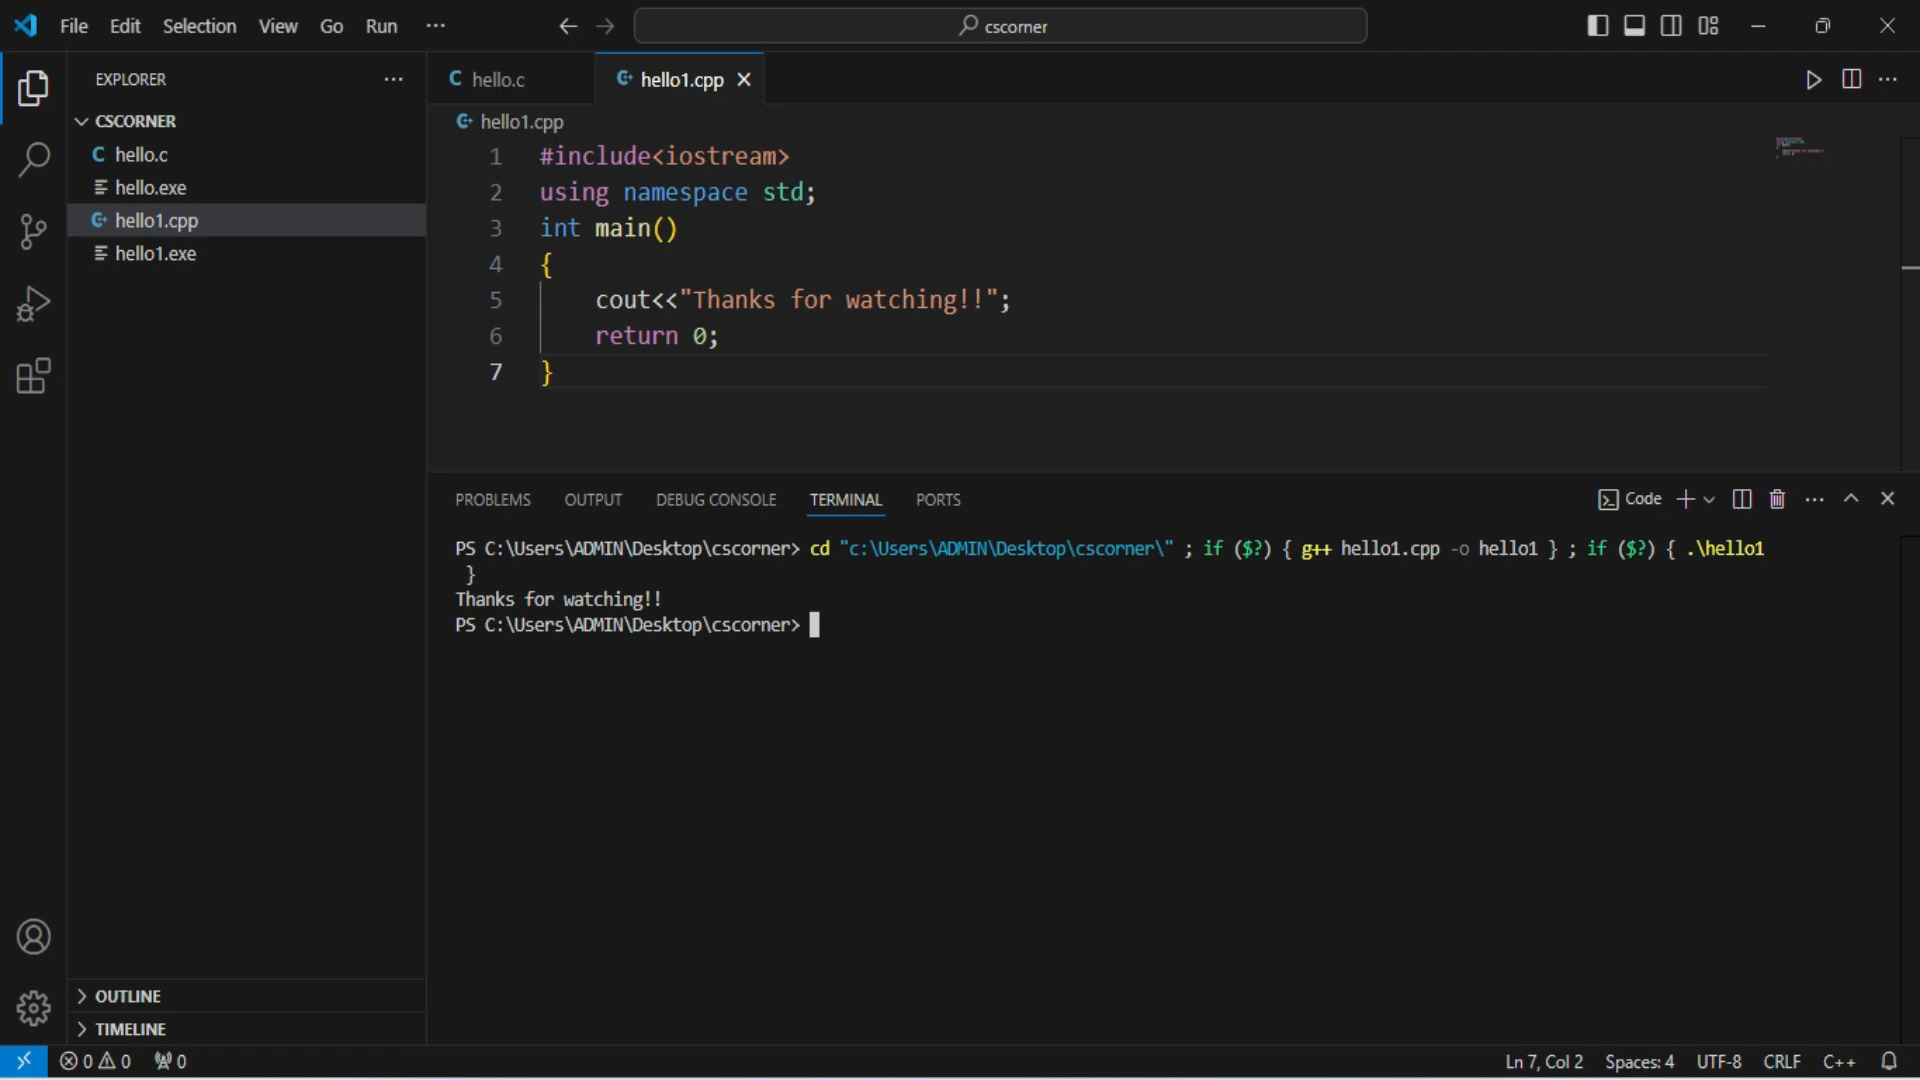 File Edit Selection View Go Run ...
cscorner
EXPLORER
CSCORNER
hello.c
hello.exe
hello1.cpp
hello1.exe
OUTLINE
TIMELINE
hello.c hello1.cpp
hello1.cpp
1 #include<iostream>
2 using namespace std;
3 int main()
4 {
5 cout<<"Thanks for watching!!";
6 return 0;
7 }
PROBLEMS OUTPUT DEBUG CONSOLE TERMINAL PORTS
Code
PS C:\Users\ADMIN\Desktop\cscorner> cd "c:\Users\ADMIN\Desktop\cscorner\" ; if ($?) { g++ hello1.cpp -o hello1 } ; if ($?) { .\hello1
}
Thanks for watching!!
PS C:\Users\ADMIN\Desktop\cscorner>
0 0 0
Ln 7, Col 2 Spaces: 4 UTF-8 CRLF C++